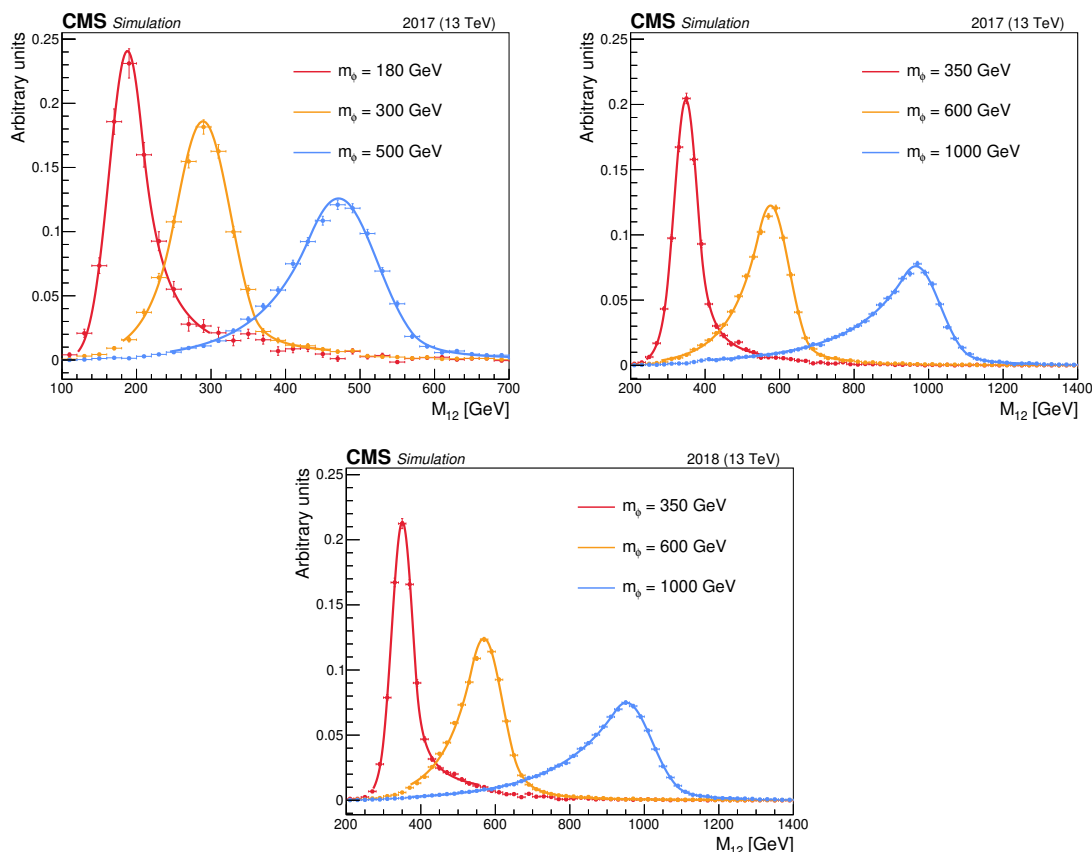 CMS Simulation 2017 (13 TeV)
Arbitrary units
0.25
0.2
0.15
0.1
0.05
0
m_ϕ = 180 GeV
m_ϕ = 300 GeV
m_ϕ = 500 GeV
100 200 300 400 500 600 700
M_12 [GeV]
CMS Simulation 2017 (13 TeV)
Arbitrary units
0.25
0.2
0.15
0.1
0.05
0
m_ϕ = 350 GeV
m_ϕ = 600 GeV
m_ϕ = 1000 GeV
200 400 600 800 1000 1200 1400
M_12 [GeV]
CMS Simulation 2018 (13 TeV)
Arbitrary units
0.25
0.2
0.15
0.1
0.05
0
m_ϕ = 350 GeV
m_ϕ = 600 GeV
m_ϕ = 1000 GeV
200 400 600 800 1000 1200 1400
M_12 [GeV]